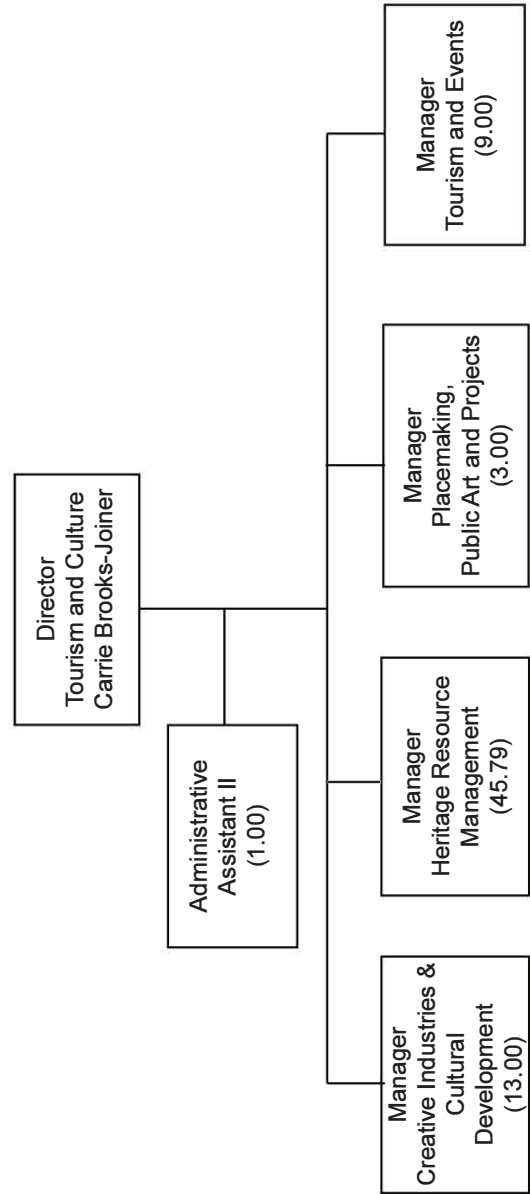 Director
Tourism and Culture
Carrie Brooks-Joiner
Administrative
Assistant II
(1.00)
Manager
Creative Industries &
Cultural
Development
(13.00)
Manager
Heritage Resource
Management
(45.79)
Manager
Placemaking,
Public Art and Projects
(3.00)
Manager
Tourism and Events
(9.00)